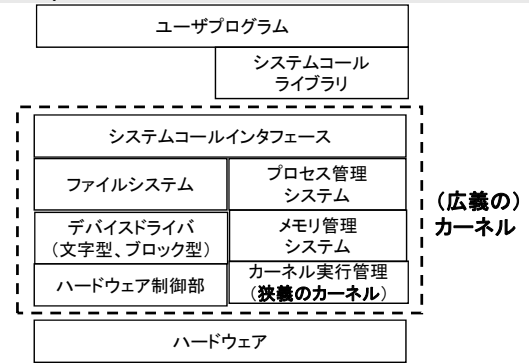 ユーザプログラム
システムコール
ライブラリ
システムコールインタフェース
ファイルシステム
プロセス管理
システム
デバイスドライバ
（文字型、ブロック型）
メモリ管理
システム
ハードウェア制御部
カーネル実行管理
（狭義のカーネル）
（広義の）
カーネル
ハードウェア